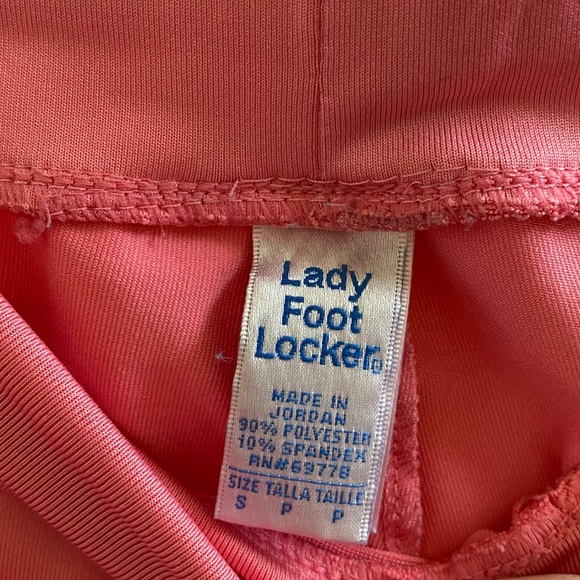 Lady
Foot
Locker®
MADE IN
JORDAN
90% POLYESTER
10% SPANDEX
RN#69778
SIZE TALLA TAILLE
S P P